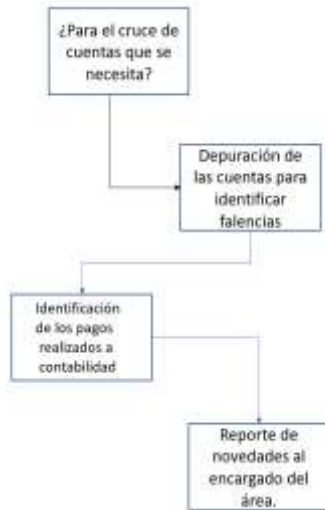 ¿Para el cruce de
cuentas que se
necesita?
Depuración de
las cuentas para
identificar
falencias
Identificación
de los pagos
realizados a
contabilidad
Reporte de
novedades al
encargado del
área.